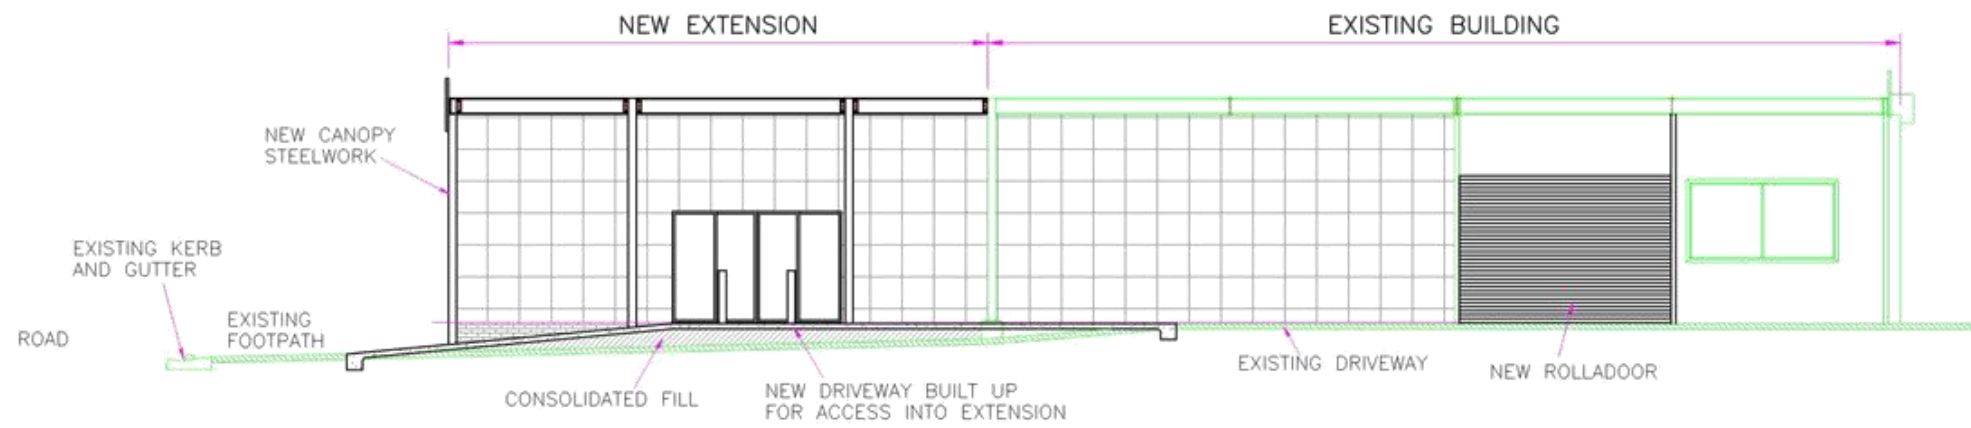 NEW EXTENSION
EXISTING BUILDING
NEW CANOPY
STEELWORK
EXISTING KERB
AND GUTTER
EXISTING
FOOTPATH
ROAD
CONSOLIDATED FILL
NEW DRIVEWAY BUILT UP
FOR ACCESS INTO EXTENSION
EXISTING DRIVEWAY
NEW ROLLADOOR